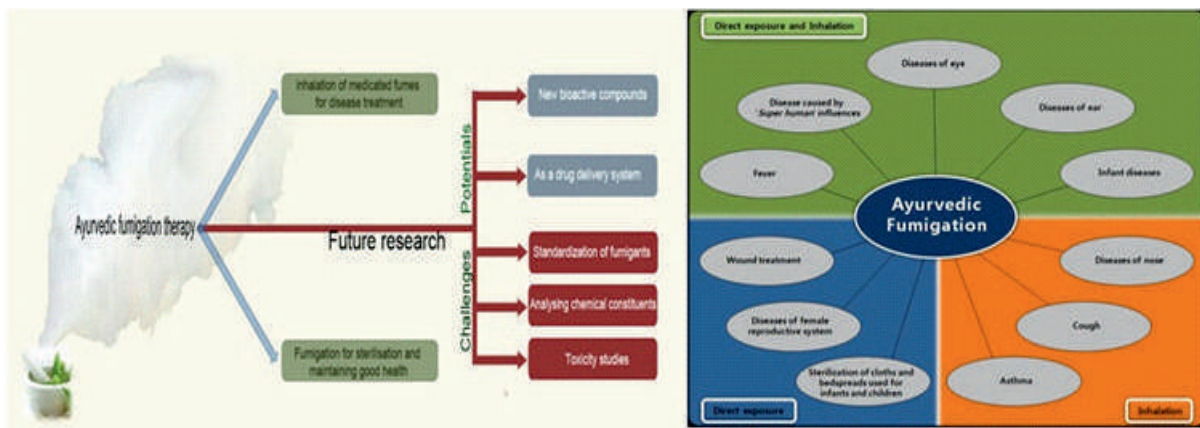 inhalation of medicated fumes
for disease treatment
Ayurvedic fumigation therapy
Fumigation for sterilisation and
maintaining good health
Future research
Potentials
Challenges
New bioactive compounds
As a drug delivery system
Standardization of fumigants
Analysing chemical constituents
Toxicity studies
Direct exposure and Inhalation
Diseases of eye
Disease caused by
'Super human' influences
Diseases of ear
Fever
Infant diseases
Ayurvedic
Fumigation
Wound treatment
Diseases of nose
Diseases of female
reproductive system
Cough
Sterilization of cloths and
bedspreads used for
infants and children
Asthma
Direct exposure
Inhalation